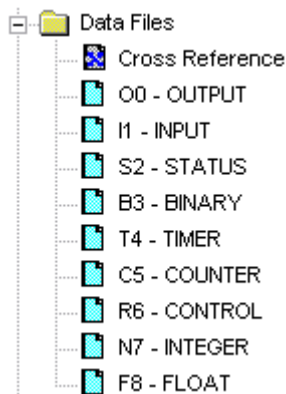 Data Files
Cross Reference
O0 - OUTPUT
I1 - INPUT
S2 - STATUS
B3 - BINARY
T4 - TIMER
C5 - COUNTER
R6 - CONTROL
N7 - INTEGER
F8 - FLOAT